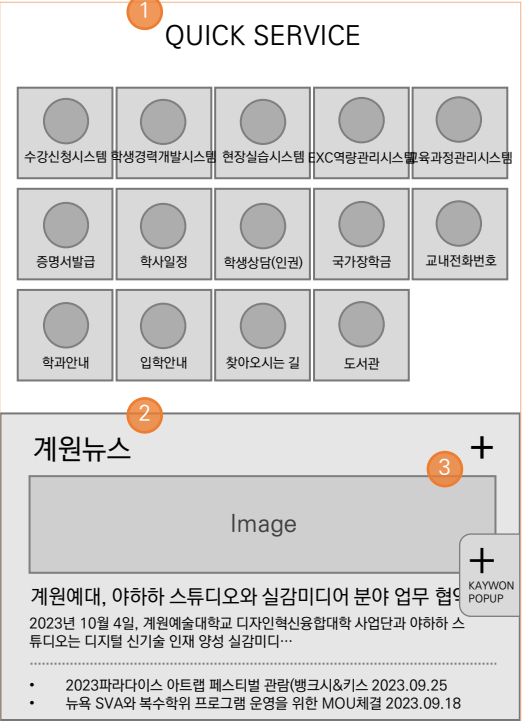 1
QUICK SERVICE
수강신청시스템 학생경력개발시스템 현장실습시스템 EXC역량관리시스템 교육과정관리시스템
증명서발급 학사일정 학생상담(인권) 국가장학금 교내전화번호
학과안내 입학안내 찾아오시는 길 도서관
2
계원뉴스 +
3
Image
+
KAYWON
POPUP
계원예대, 야하하 스튜디오와 실감미디어 분야 업무
2023년 10월 4일, 계원예술대학교 디자인혁신융합대학 사업단과 야하하 스
튜디오는 디지털 신기술 인재 양성 실감미디…
• 2023파라다이스 아트랩 페스티벌 관람(뱅크시&키스 2023.09.25
• 뉴욕 SVA와 복수학위 프로그램 운영을 위한 MOU체결 2023.09.18